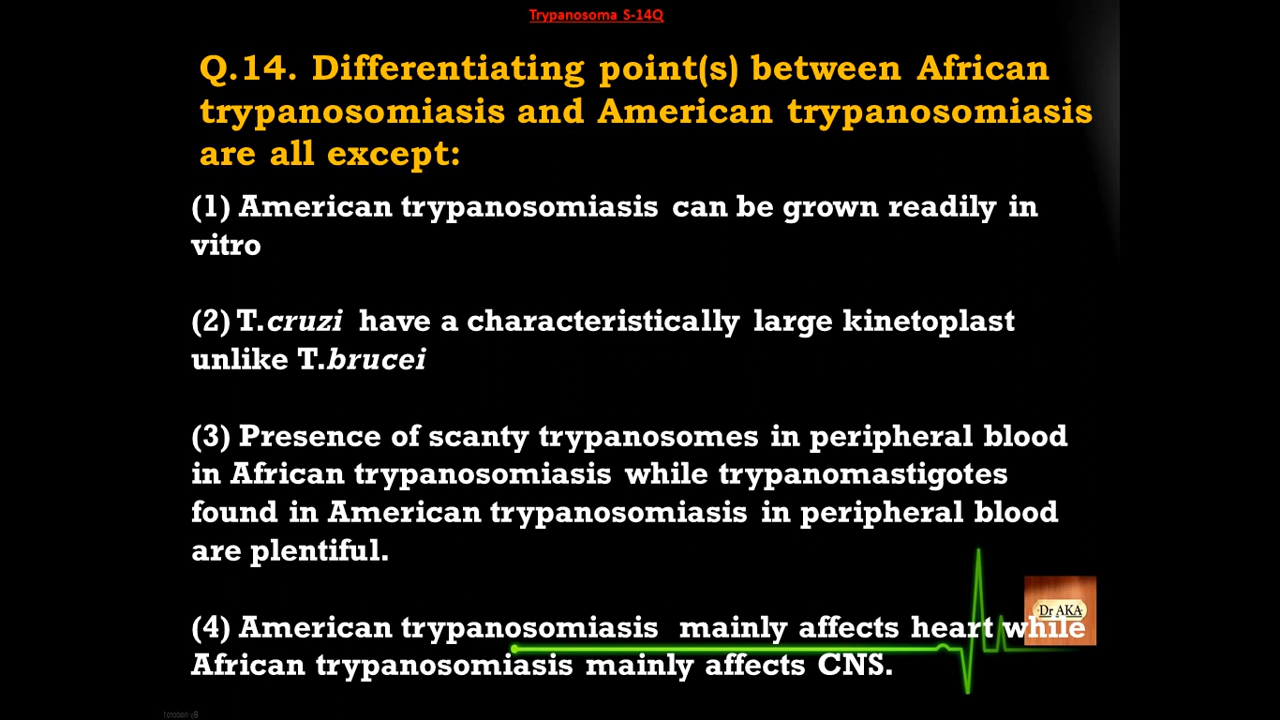 Trypanosoma S-14Q
Q.14. Differentiating point(s) between African
trypanosomiasis and American trypanosomiasis
are all except:
(1) American trypanosomiasis can be grown readily in
vitro
(2) T.cruzi have a characteristically large kinetoplast
unlike T.brucei
(3) Presence of scanty trypanosomes in peripheral blood
in African trypanosomiasis while trypanomastigotes
found in American trypanosomiasis in peripheral blood
are plentiful.
Dr AKA
(4) American trypanosomiasis mainly affects heart while
African trypanosomiasis mainly affects CNS.